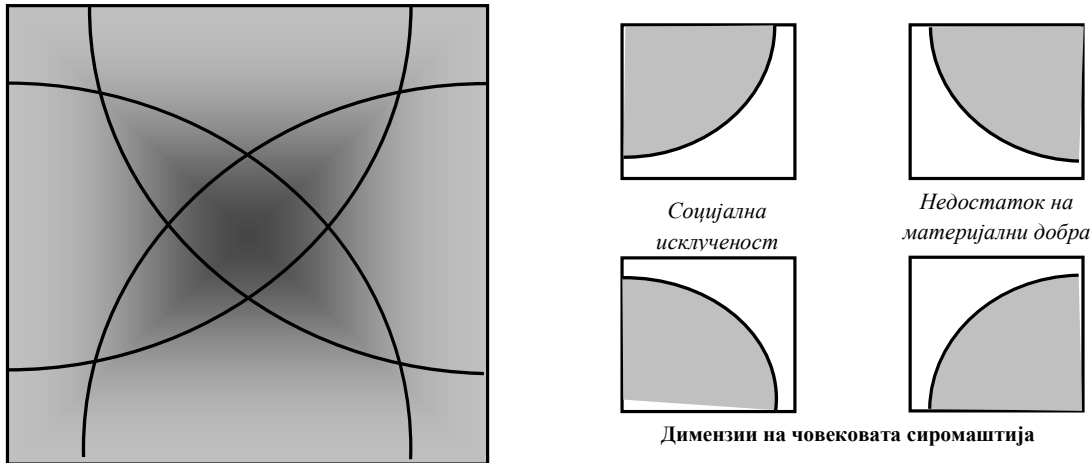 Социјална
исклученост
Недостаток на
материјални добра
Димензии на човековата сиромаштија